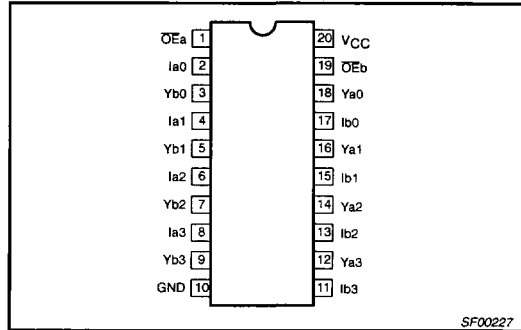 O̅E̅a 1 20 VCC
Ia0 2 19 O̅E̅b
Yb0 3 18 Ya0
Ia1 4 17 Ib0
Yb1 5 16 Ya1
Ia2 6 15 Ib1
Yb2 7 14 Ya2
Ia3 8 13 Ib2
Yb3 9 12 Ya3
GND 10 11 Ib3
SF00227